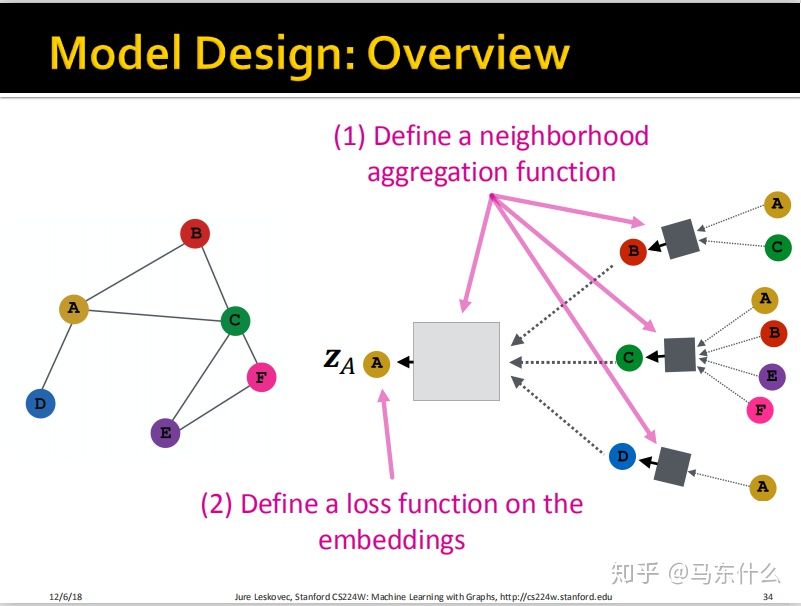 Model Design: Overview
(1) Define a neighborhood
aggregation function
B
A
C
F
D
E
z_A
A
B
C
D
A
C
A
B
E
F
A
(2) Define a loss function on the
embeddings
知乎 @马东什么
12/6/18
Jure Leskovec, Stanford CS224W: Machine Learning with Graphs, http://cs224w.stanford.edu
34